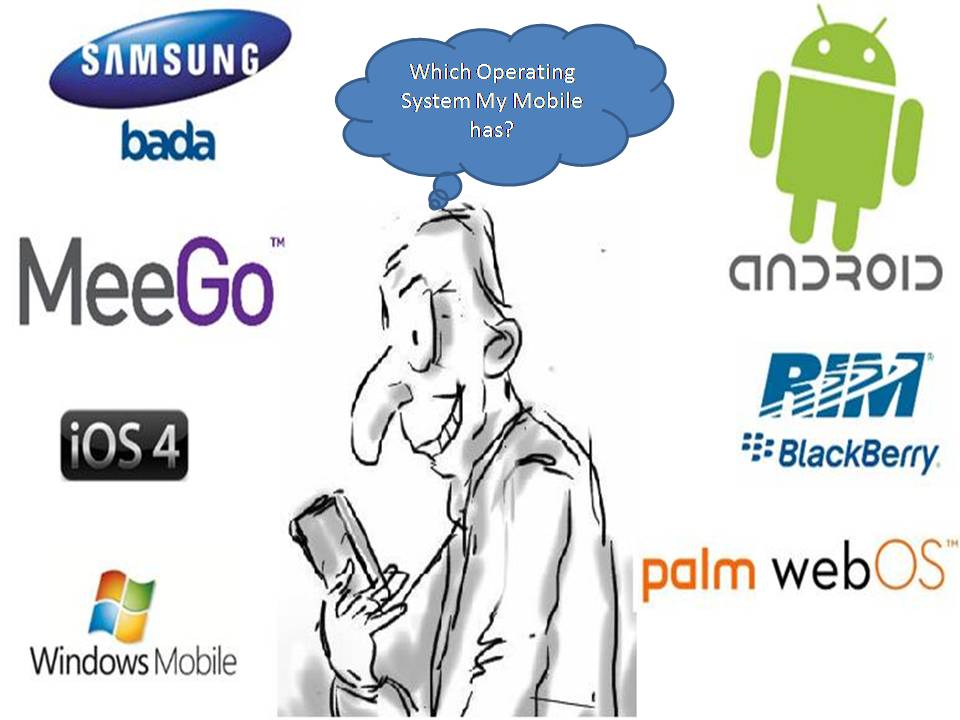 SAMSUNG
bada
Which Operating
System My Mobile
has?
ANDROID
MeeGo™
RIM®
BlackBerry®
iOS 4
palm webOS™
Windows Mobile